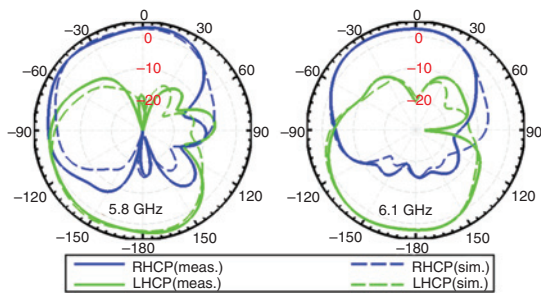 0 0
−30 30 −30 30
0 0
−60 −10 60 −60 −10 60
−20 −20
−90 90 −90 90
−120 120 −120 120
5.8 GHz 6.1 GHz
−150 150 −150 150
−180 −180
RHCP(meas.) RHCP(sim.)
LHCP(meas.) LHCP(sim.)